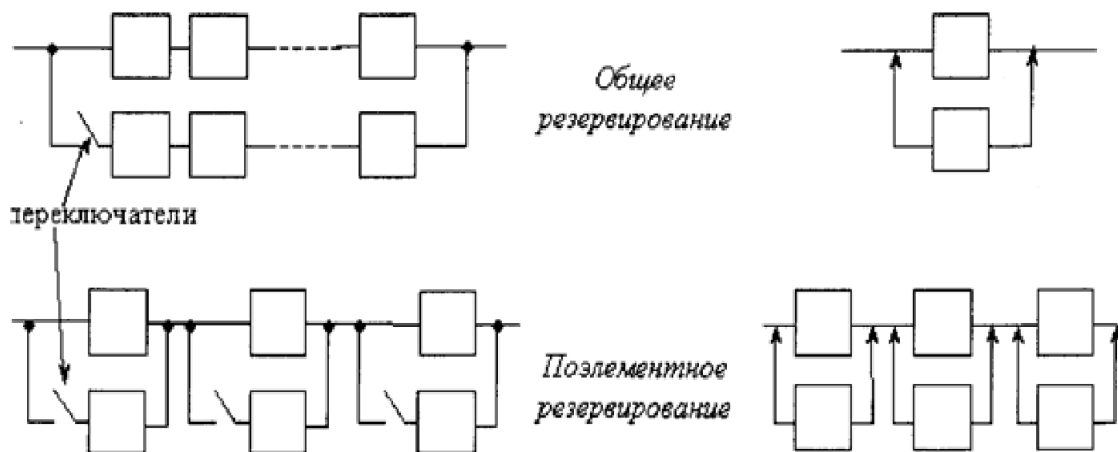 Общее
резервирование
переключатели
Поэлементное
резервирование